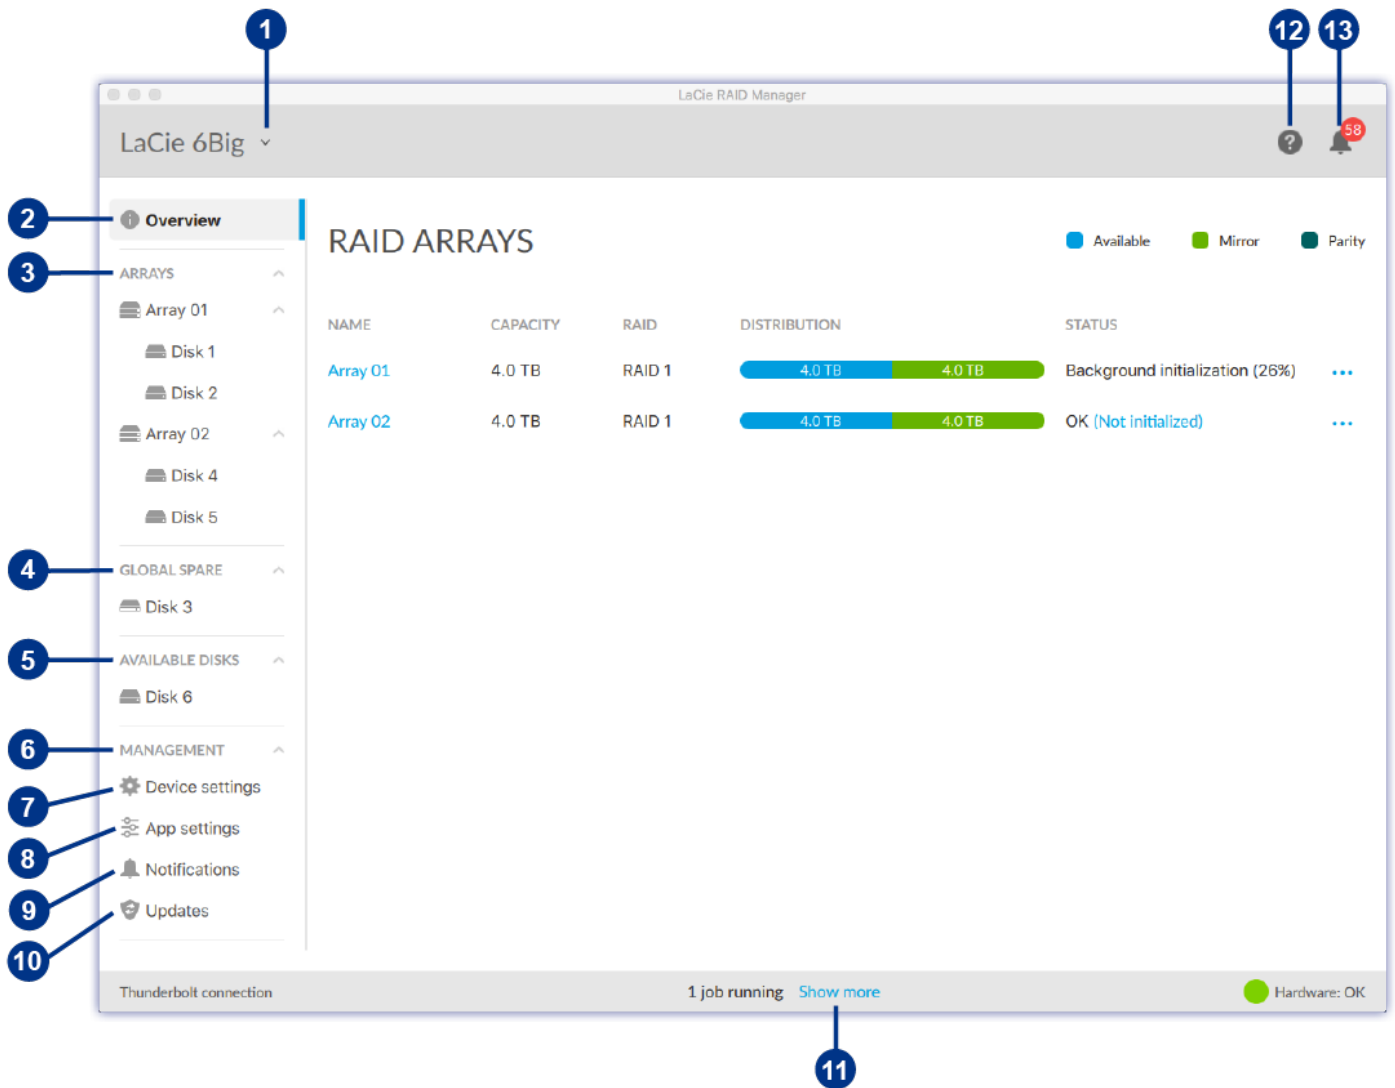 1
12 13
LaCie RAID Manager
LaCie 6Big
?
58
2
Overview
RAID ARRAYS
Available Mirror Parity
3
ARRAYS
Array 01
Disk 1
Disk 2
Array 02
Disk 4
Disk 5
NAME CAPACITY RAID DISTRIBUTION STATUS
Array 01 4.0 TB RAID 1 4.0 TB 4.0 TB Background initialization (26%) ...
Array 02 4.0 TB RAID 1 4.0 TB 4.0 TB OK (Not initialized) ...
4
GLOBAL SPARE
Disk 3
5
AVAILABLE DISKS
Disk 6
6
MANAGEMENT
7
Device settings
8
App settings
9
Notifications
10
Updates
Thunderbolt connection
1 job running Show more
Hardware: OK
11